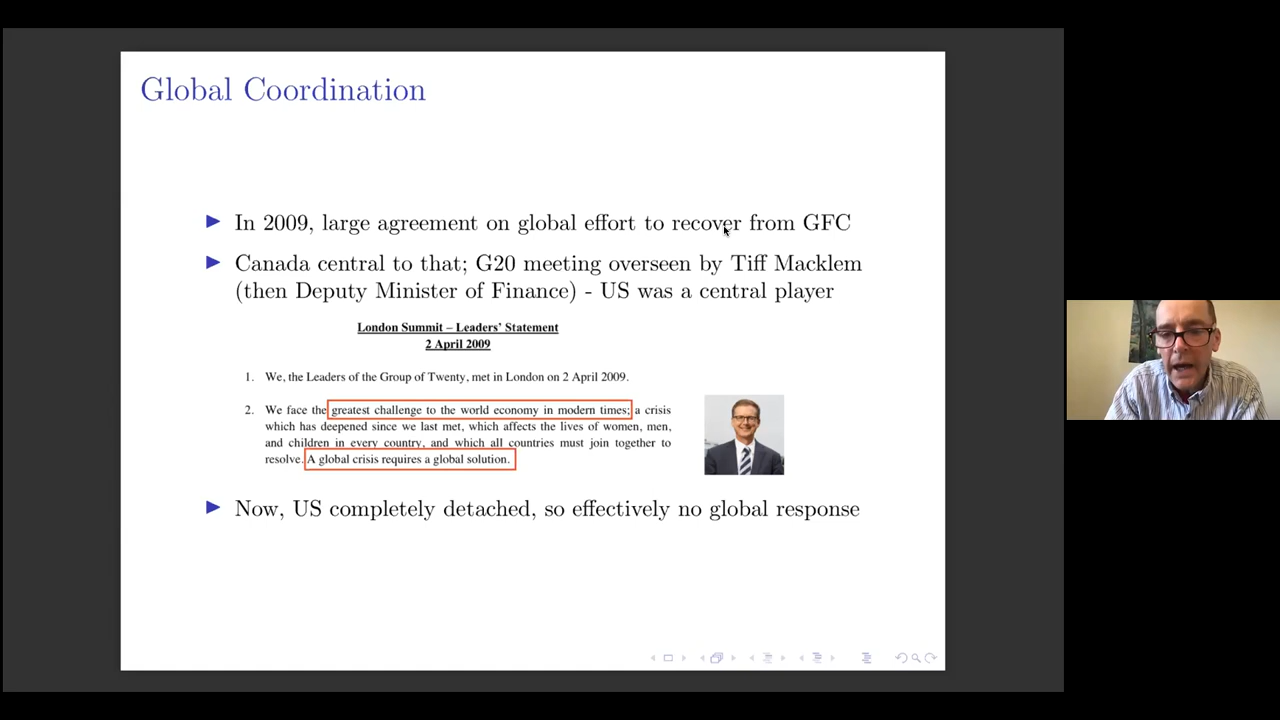 Global Coordination
In 2009, large agreement on global effort to recover from GFC
Canada central to that; G20 meeting overseen by Tiff Macklem
(then Deputy Minister of Finance) - US was a central player
London Summit – Leaders' Statement
2 April 2009
1. We, the Leaders of the Group of Twenty, met in London on 2 April 2009.
2. We face the greatest challenge to the world economy in modern times; a crisis
which has deepened since we last met, which affects the lives of women, men,
and children in every country, and which all countries must join together to
resolve. A global crisis requires a global solution.
Now, US completely detached, so effectively no global response